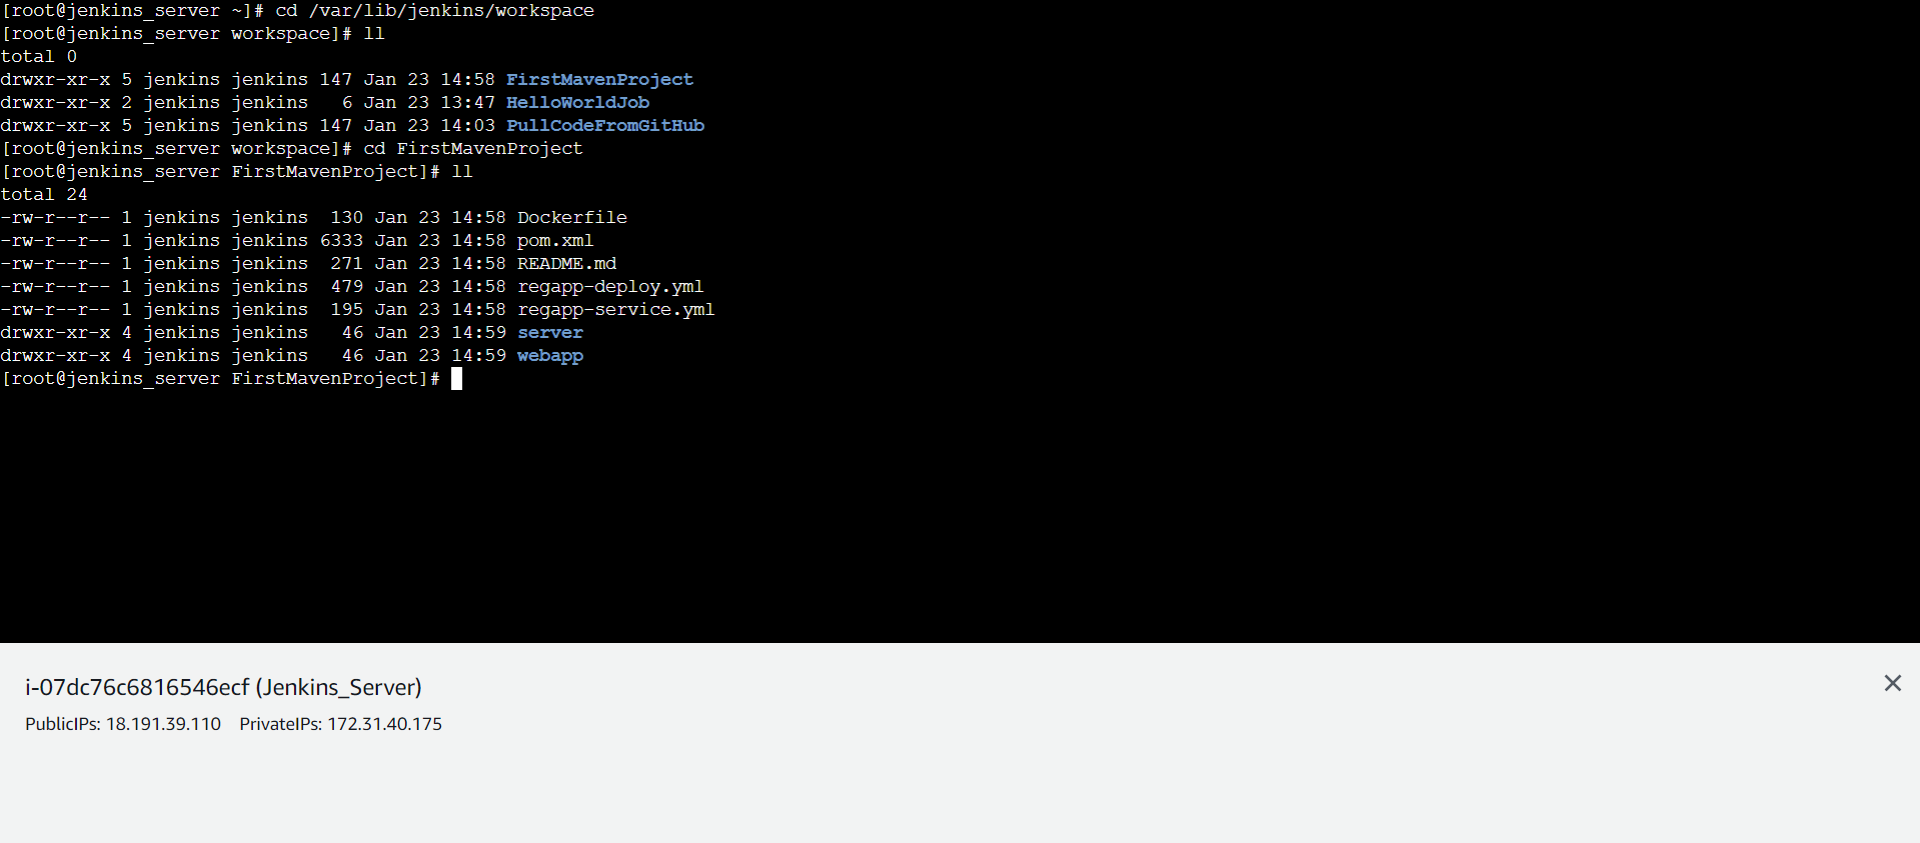 [root@jenkins_server ~]# cd /var/lib/jenkins/workspace
[root@jenkins_server workspace]# ll
total 0
drwxr-xr-x 5 jenkins jenkins 147 Jan 23 14:58 FirstMavenProject
drwxr-xr-x 2 jenkins jenkins   6 Jan 23 13:47 HelloWorldJob
drwxr-xr-x 5 jenkins jenkins 147 Jan 23 14:03 PullCodeFromGitHub
[root@jenkins_server workspace]# cd FirstMavenProject
[root@jenkins_server FirstMavenProject]# ll
total 24
-rw-r--r-- 1 jenkins jenkins  130 Jan 23 14:58 Dockerfile
-rw-r--r-- 1 jenkins jenkins 6333 Jan 23 14:58 pom.xml
-rw-r--r-- 1 jenkins jenkins  271 Jan 23 14:58 README.md
-rw-r--r-- 1 jenkins jenkins  479 Jan 23 14:58 regapp-deploy.yml
-rw-r--r-- 1 jenkins jenkins  195 Jan 23 14:58 regapp-service.yml
drwxr-xr-x 4 jenkins jenkins   46 Jan 23 14:59 server
drwxr-xr-x 4 jenkins jenkins   46 Jan 23 14:59 webapp
[root@jenkins_server FirstMavenProject]#
i-07dc76c6816546ecf (Jenkins_Server)
PublicIPs: 18.191.39.110 PrivateIPs: 172.31.40.175